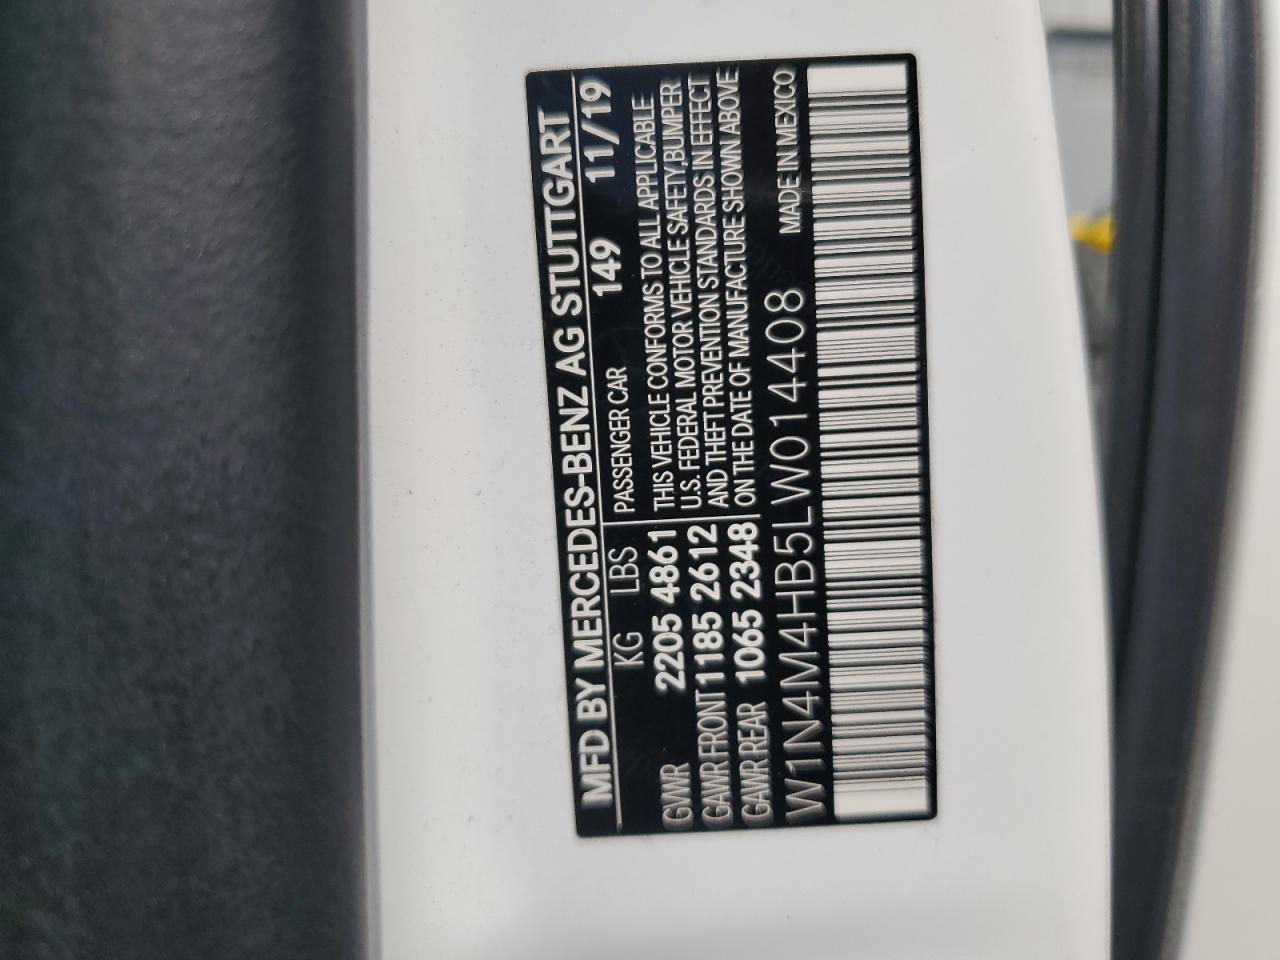 MFD BY MERCEDES-BENZ AG STUTTGART
KG LBS PASSENGER CAR 149 11/19
GWR 2205 4861 THIS VEHICLE CONFORMS TO ALL APPLICABLE
GAWR FRONT 1185 2612 U.S. FEDERAL MOTOR VEHICLE SAFETY,BUMPER
GAWR REAR 1065 2348 AND THEFT PREVENTION STANDARDS IN EFFECT
ON THE DATE OF MANUFACTURE SHOWN ABOVE
W1N4M4HB5LW014408 MADE IN MEXICO